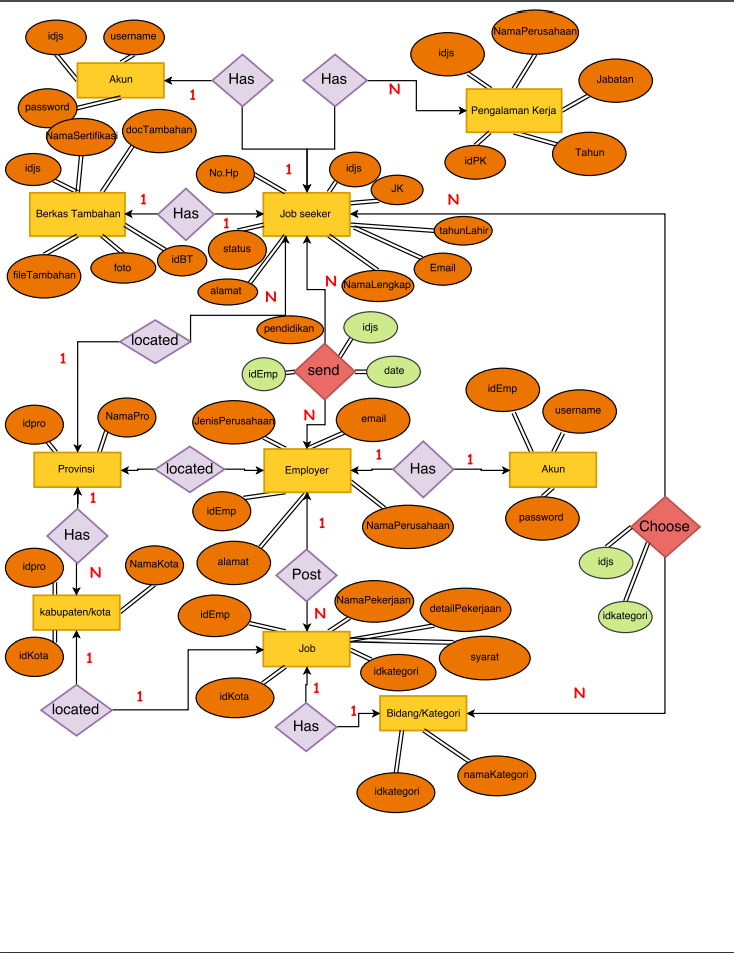 NamaPerusahaan
idjs
username
idjs
Akun
Has
Has
Jabatan
1
N
password
Pengalaman Kerja
NamaSertifikasi
docTambahan
Tahun
idPK
idjs
No.Hp
1
idjs
JK
N
1
Berkas Tambahan
Has
1
Job seeker
tahunLahir
status
idBT
foto
fileTambahan
Email
NamaLengkap
N
alamat
N
pendidikan
idjs
located
1
send
idEmp
date
idEmp
username
N
JenisPerusahaan
email
idpro
NamaPro
1
1
Provinsi
located
Employer
Has
Akun
1
idEmp
NamaPerusahaan
password
1
Choose
Has
alamat
idjs
idpro
NamaKota
N
Post
kabupaten/kota
idEmp
N
NamaPekerjaan
detailPekerjaan
idkategori
idKota
1
Job
syarat
idkategori
1
idKota
1
N
located
1
Has
Bidang/Kategori
namaKategori
idkategori